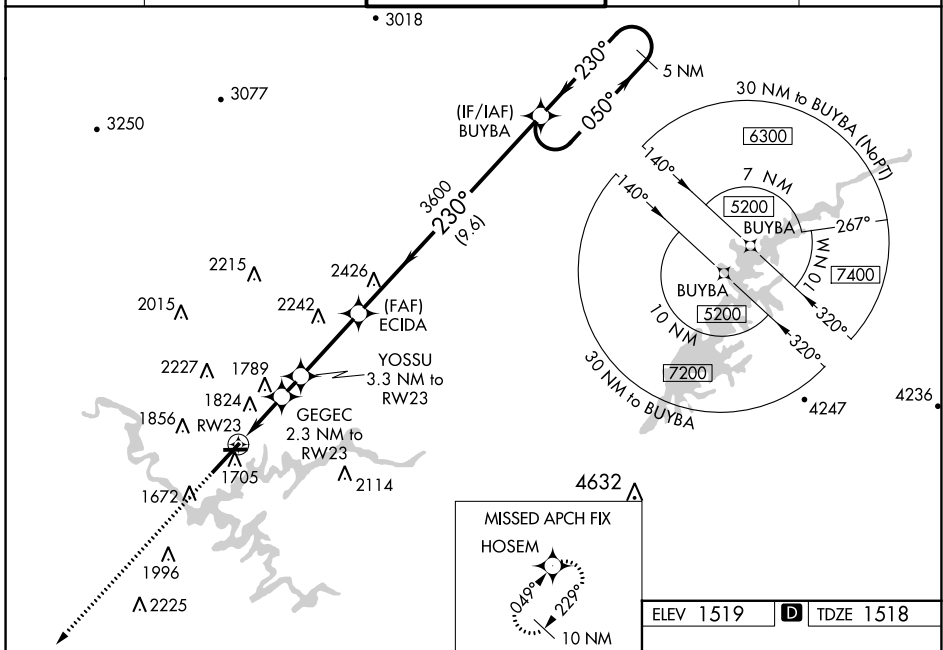 3018
3077
3250
230°
050°
5 NM
(IF/IAF)
BUYBA
3600
230°
(9.6)
30 NM to BUYBA (NoPT)
6300
140°
7 NM
5200
BUYBA
267°
10 NM
7400
320°
140°
BUYBA
5200
10 NM
320°
7200
30 NM to BUYBA
4247
4236
2215
2426
2015
2242
(FAF)
ECIDA
2227
1789
YOSSU
3.3 NM to
RW23
1824
1856
RW23
GEGEC
2.3 NM to
RW23
1705
2114
1672
1996
2225
4632
MISSED APCH FIX
HOSEM
049°
229°
10 NM
ELEV 1519 D TDZE 1518